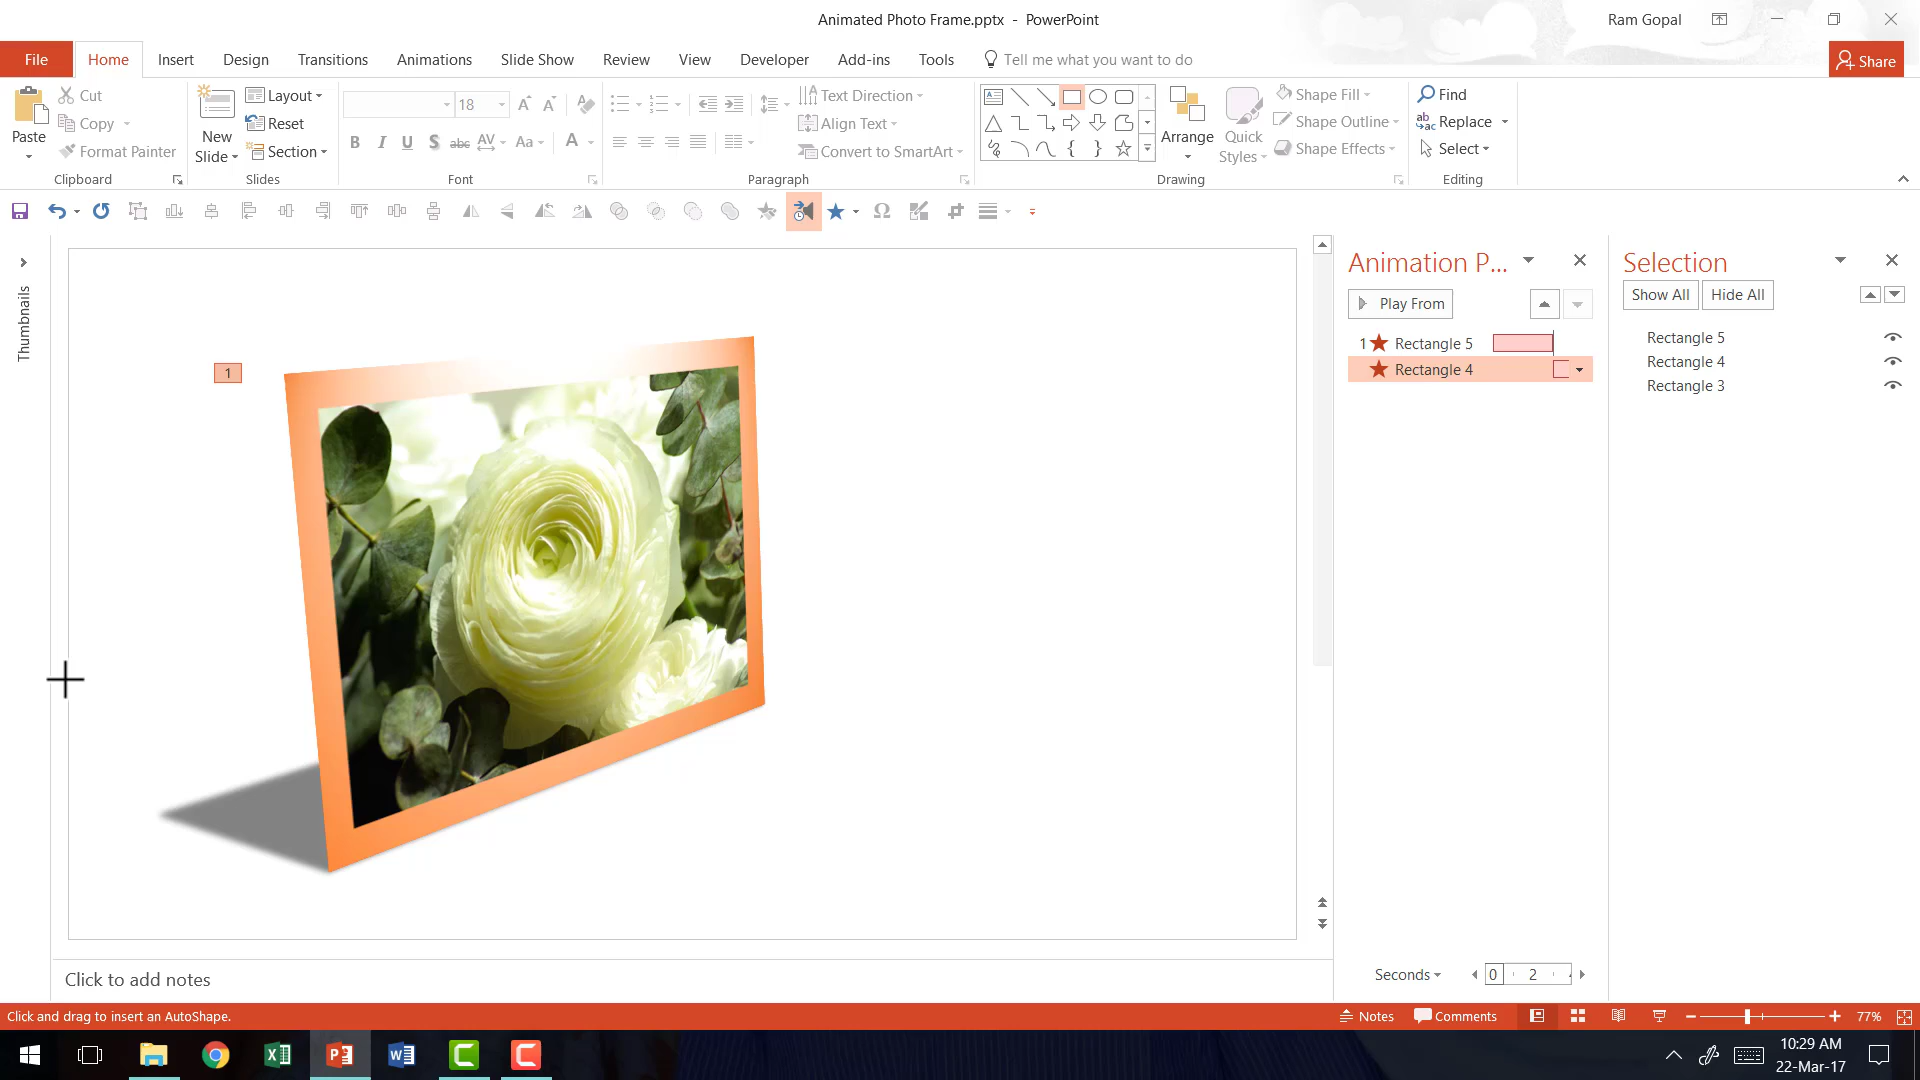 Animated Photo Frame.pptx - PowerPoint
Ram Gopal
File
Home
Insert
Design
Transitions
Animations
Slide Show
Review
View
Developer
Add-ins
Tools
Tell me what you want to do
Share
Paste
Cut
Copy
Format Painter
Clipboard
New
Slide
Layout
Reset
Section
Slides
18
B I U S abc AV Aa A
Font
Text Direction
Align Text
Convert to SmartArt
Paragraph
Arrange
Quick
Styles
Shape Fill
Shape Outline
Shape Effects
Drawing
Find
Replace
Select
Editing
Thumbnails
1
Animation P...
Play From
1 Rectangle 5
Rectangle 4
Seconds
0 2
Selection
Show All
Hide All
Rectangle 5
Rectangle 4
Rectangle 3
Click to add notes
Click and drag to insert an AutoShape.
Notes
Comments
77%
10:29 AM
22-Mar-17